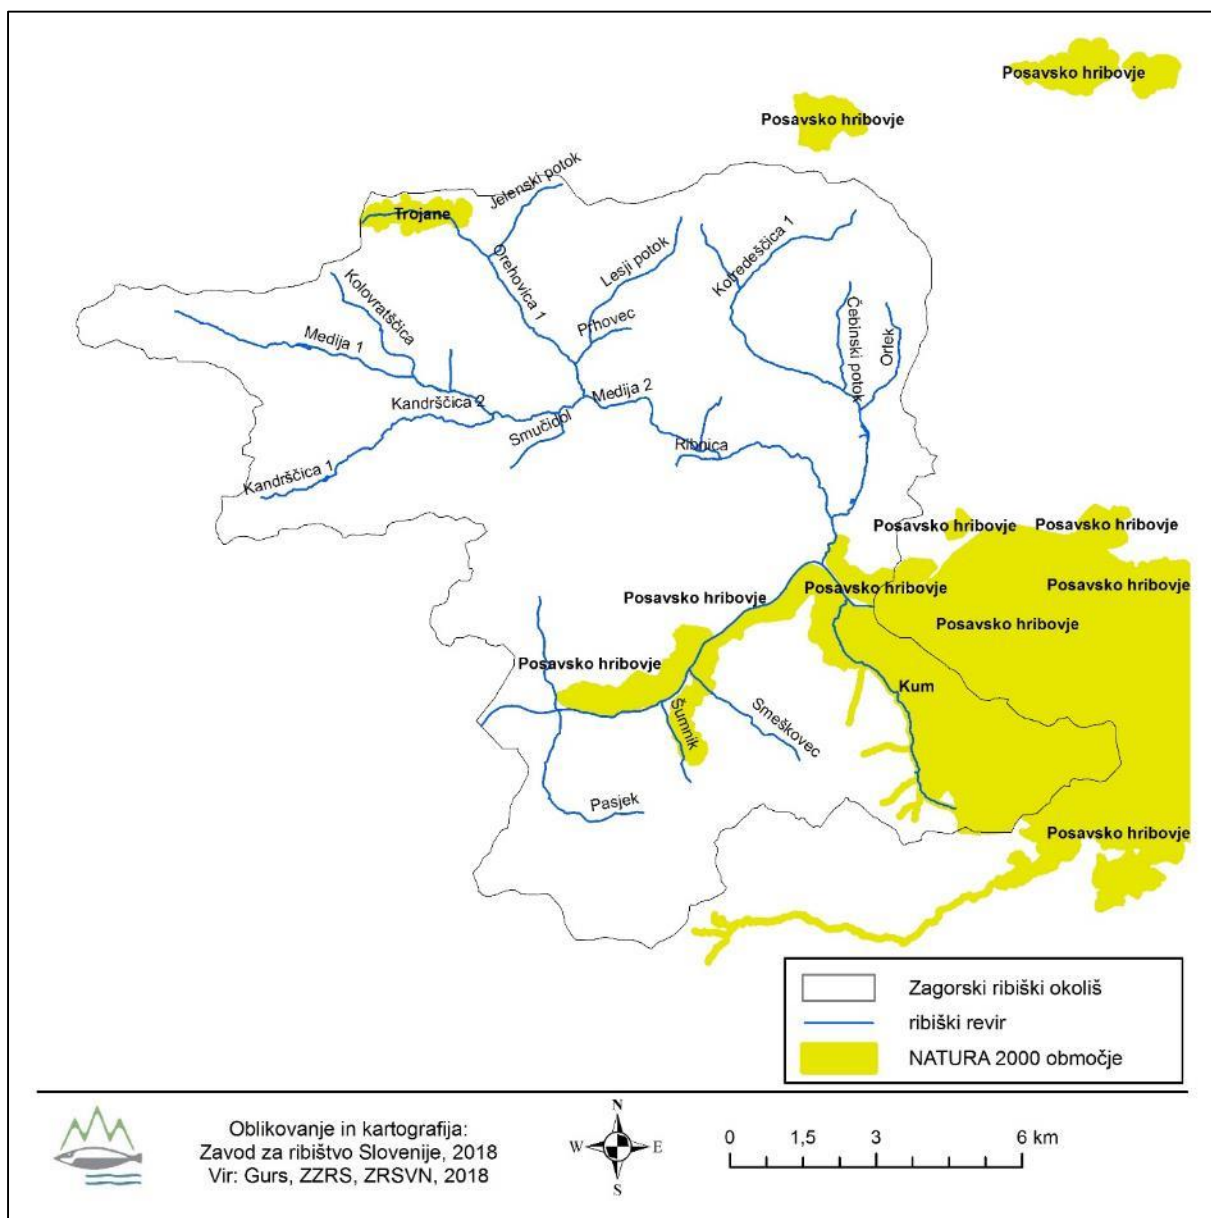 Posavsko hribovje
Posavsko hribovje
Jelenski potok
Trojane
Orehovica 1
Lesji potok
Kotredeščica 1
Kolovratščica
Prhovec
Čebinski potok
Orlek
Medija 1
Medija 2
Kandrščica 2
Smučidol
Ribnica
Kandrščica 1
Posavsko hribovje
Posavsko hribovje
Posavsko hribovje
Posavsko hribovje
Posavsko hribovje
Posavsko hribovje
Posavsko hribovje
Kum
Šumnik
Smeškovec
Pasjek
Posavsko hribovje
Posavsko hribovje
Zagorski ribiški okoliš
ribiški revir
NATURA 2000 območje
Oblikovanje in kartografija:
Zavod za ribištvo Slovenije, 2018
Vir: Gurs, ZZRS, ZRSVN, 2018
N
W
E
S
0 1,5 3 6 km